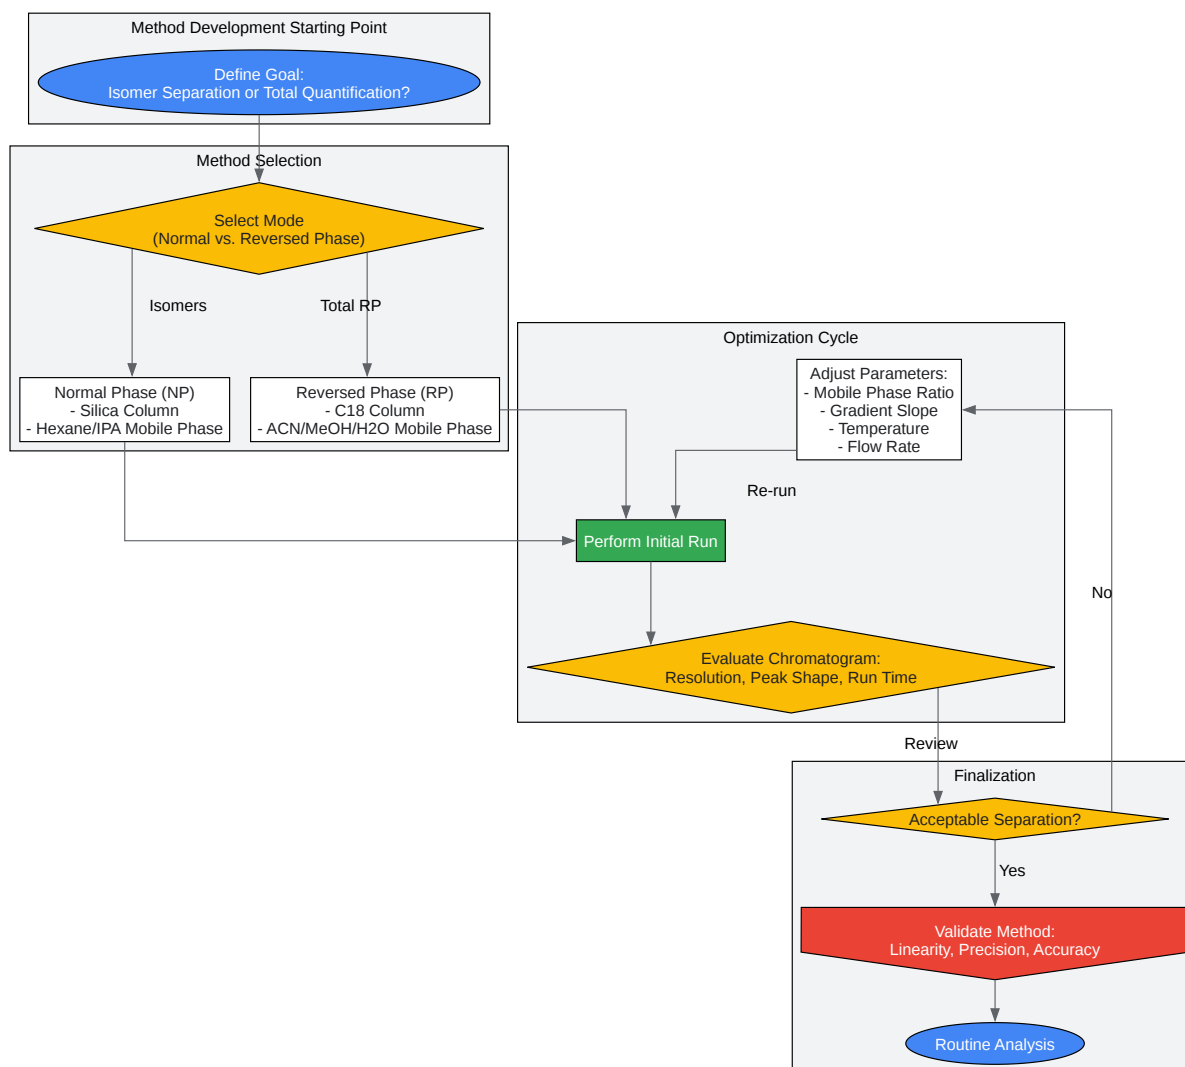 Method Development Starting Point
Define Goal:
Isomer Separation or Total Quantification?
Method Selection
Select Mode
(Normal vs. Reversed Phase)
Isomers
Total RP
Normal Phase (NP)
- Silica Column
- Hexane/IPA Mobile Phase
Reversed Phase (RP)
- C18 Column
- ACN/MeOH/H2O Mobile Phase
Optimization Cycle
Adjust Parameters:
- Mobile Phase Ratio
- Gradient Slope
- Temperature
- Flow Rate
Re-run
Perform Initial Run
No
Evaluate Chromatogram:
Resolution, Peak Shape, Run Time
Review
Finalization
Acceptable Separation?
Yes
Validate Method:
Linearity, Precision, Accuracy
Routine Analysis